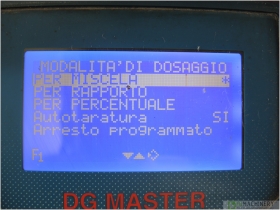 MODALITA'DI DOSAGGIO
PER MISCELA *
PER RAPPORTO
PER PERCENTUALE
Autotaratura SI
Arresto programmato
F1
DG MASTER